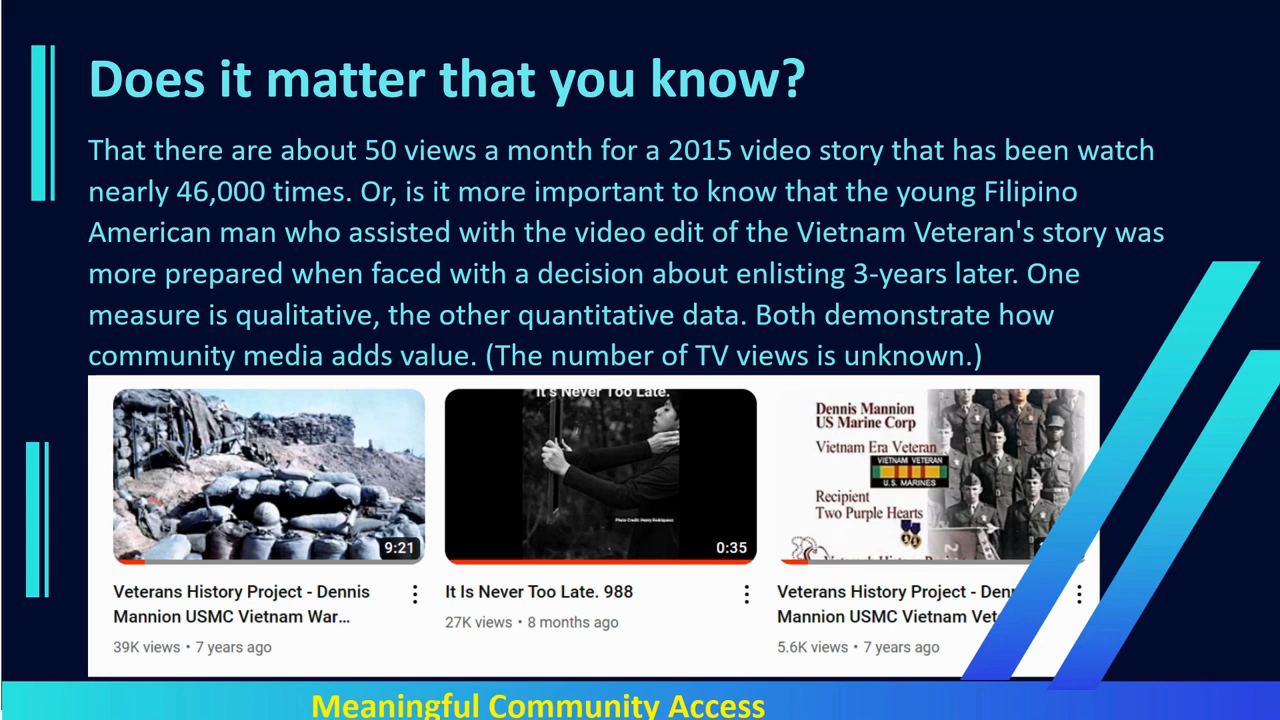 Does it matter that you know?
That there are about 50 views a month for a 2015 video story that has been watch
nearly 46,000 times. Or, is it more important to know that the young Filipino
American man who assisted with the video edit of the Vietnam Veteran's story was
more prepared when faced with a decision about enlisting 3-years later. One
measure is qualitative, the other quantitative data. Both demonstrate how
community media adds value. (The number of TV views is unknown.)
9:21
Veterans History Project - Dennis
Mannion USMC Vietnam War...
39K views • 7 years ago
It's Never Too Late.
Photo Credit: Henry Rodriguez
0:35
It Is Never Too Late. 988
27K views • 8 months ago
Dennis Mannion
US Marine Corp
Vietnam Era Veteran
VIETNAM VETERAN
U.S. MARINES
Recipient
Two Purple Hearts
Veterans History Project - Den
Mannion USMC Vietnam Vet
5.6K views • 7 years ago
Meaningful Community Access